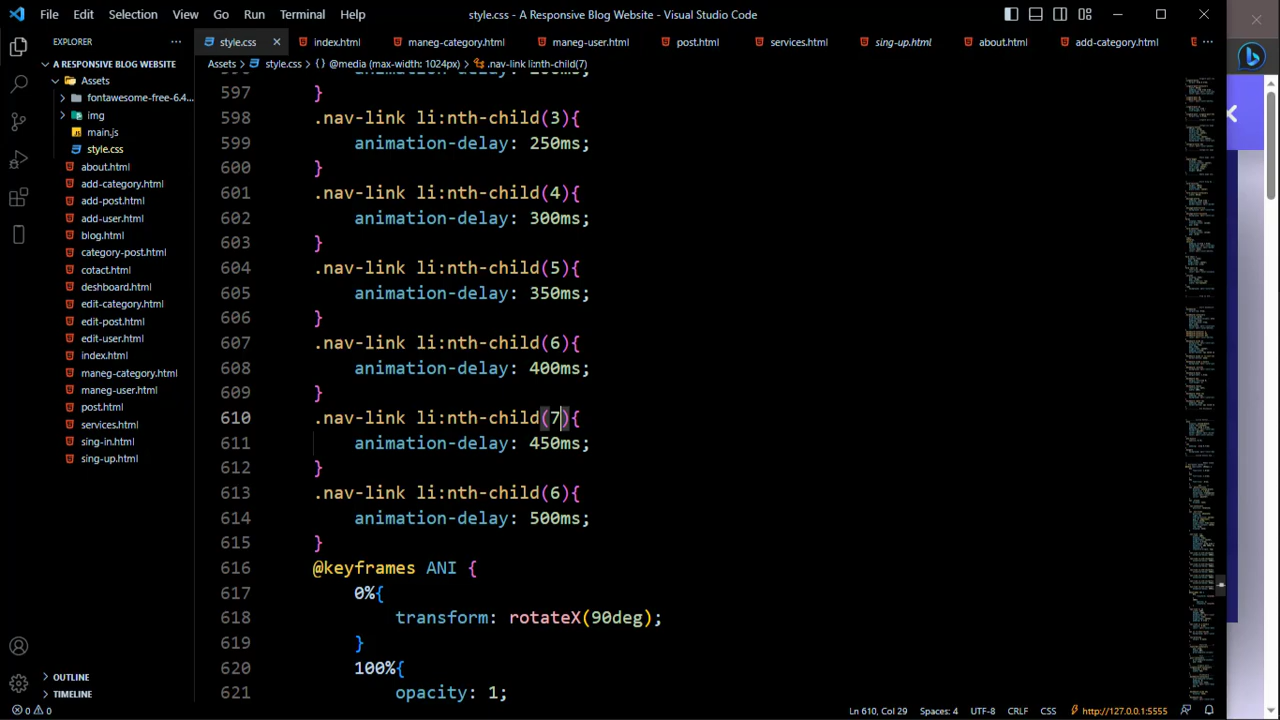 File Edit Selection View Go Run Terminal Help
style.css - A Responsive Blog Website - Visual Studio Code
EXPLORER
style.css index.html maneg-category.html maneg-user.html post.html services.html sing-up.html about.html add-category.html
A RESPONSIVE BLOG WEBSITE
Assets > style.css > {} @media (max-width: 1024px) > .nav-link li:nth-child(7)
Assets
fontawesome-free-6.4...
img
main.js
style.css
about.html
add-category.html
add-post.html
add-user.html
blog.html
category-post.html
cotact.html
deshboard.html
edit-category.html
edit-post.html
edit-user.html
index.html
maneg-category.html
maneg-user.html
post.html
services.html
sing-in.html
sing-up.html
OUTLINE
TIMELINE
597 }
598 .nav-link li:nth-child(3){
599 animation-delay: 250ms;
600 }
601 .nav-link li:nth-child(4){
602 animation-delay: 300ms;
603 }
604 .nav-link li:nth-child(5){
605 animation-delay: 350ms;
606 }
607 .nav-link li:nth-child(6){
608 animation-delay: 400ms;
609 }
610 .nav-link li:nth-child(7){
611 animation-delay: 450ms;
612 }
613 .nav-link li:nth-child(6){
614 animation-delay: 500ms;
615 }
616 @keyframes ANI {
617 0%{
618 transform: rotateX(90deg);
619 }
620 100%{
621 opacity: 1;
0 0 Ln 610, Col 29 Spaces: 4 UTF-8 CRLF CSS http://127.0.0.1:5555